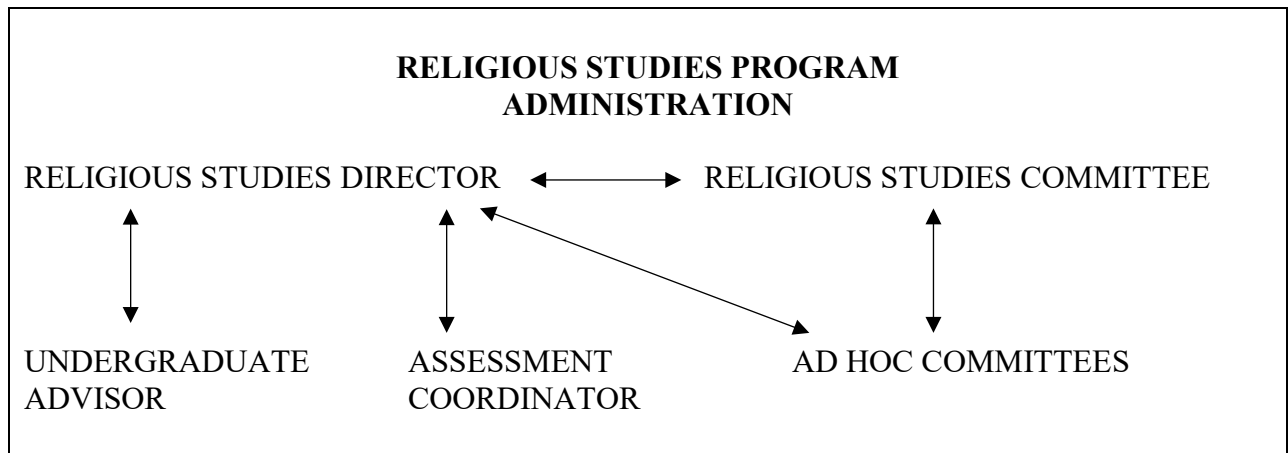 RELIGIOUS STUDIES PROGRAM
ADMINISTRATION
RELIGIOUS STUDIES DIRECTOR RELIGIOUS STUDIES COMMITTEE
UNDERGRADUATE ASSESSMENT AD HOC COMMITTEES
ADVISOR COORDINATOR